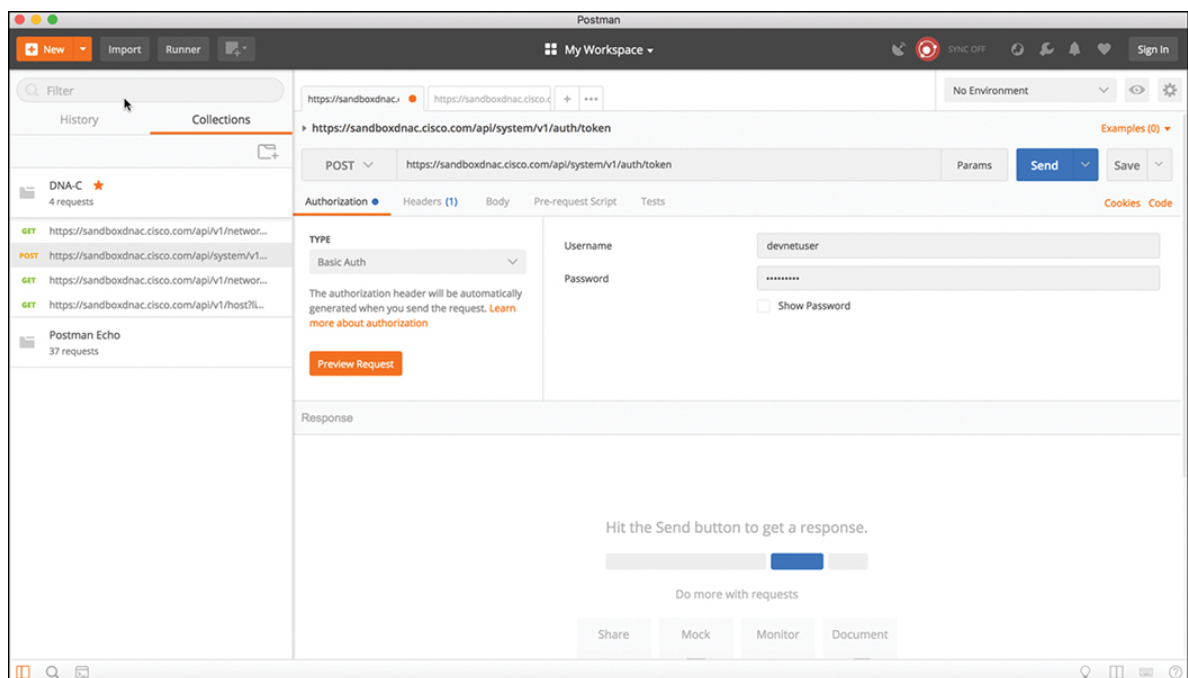 Postman
New Import Runner My Workspace SYNC OFF Sign In
Filter
History Collections
DNA-C
4 requests
GET https://sandboxdnac.cisco.com/api/v1/networ...
POST https://sandboxdnac.cisco.com/api/system/v1...
GET https://sandboxdnac.cisco.com/api/v1/networ...
GET https://sandboxdnac.cisco.com/api/v1/host?li...
Postman Echo
37 requests
https://sandboxdnac. https://sandboxdnac.cisco.c + ••• No Environment
https://sandboxdnac.cisco.com/api/system/v1/auth/token Examples (0)
POST https://sandboxdnac.cisco.com/api/system/v1/auth/token Params Send Save
Authorization Headers (1) Body Pre-request Script Tests Cookies Code
TYPE
Basic Auth
The authorization header will be automatically
generated when you send the request. Learn
more about authorization
Preview Request
Username devnetuser
Password •••••••••
Show Password
Response
Hit the Send button to get a response.
Do more with requests
Share Mock Monitor Document